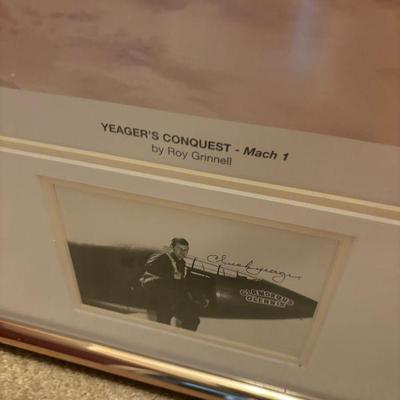 YEAGER'S CONQUEST - Mach 1
by Roy Grinnell
Chuck Yeager
GLAMOROUS
GLENNIS